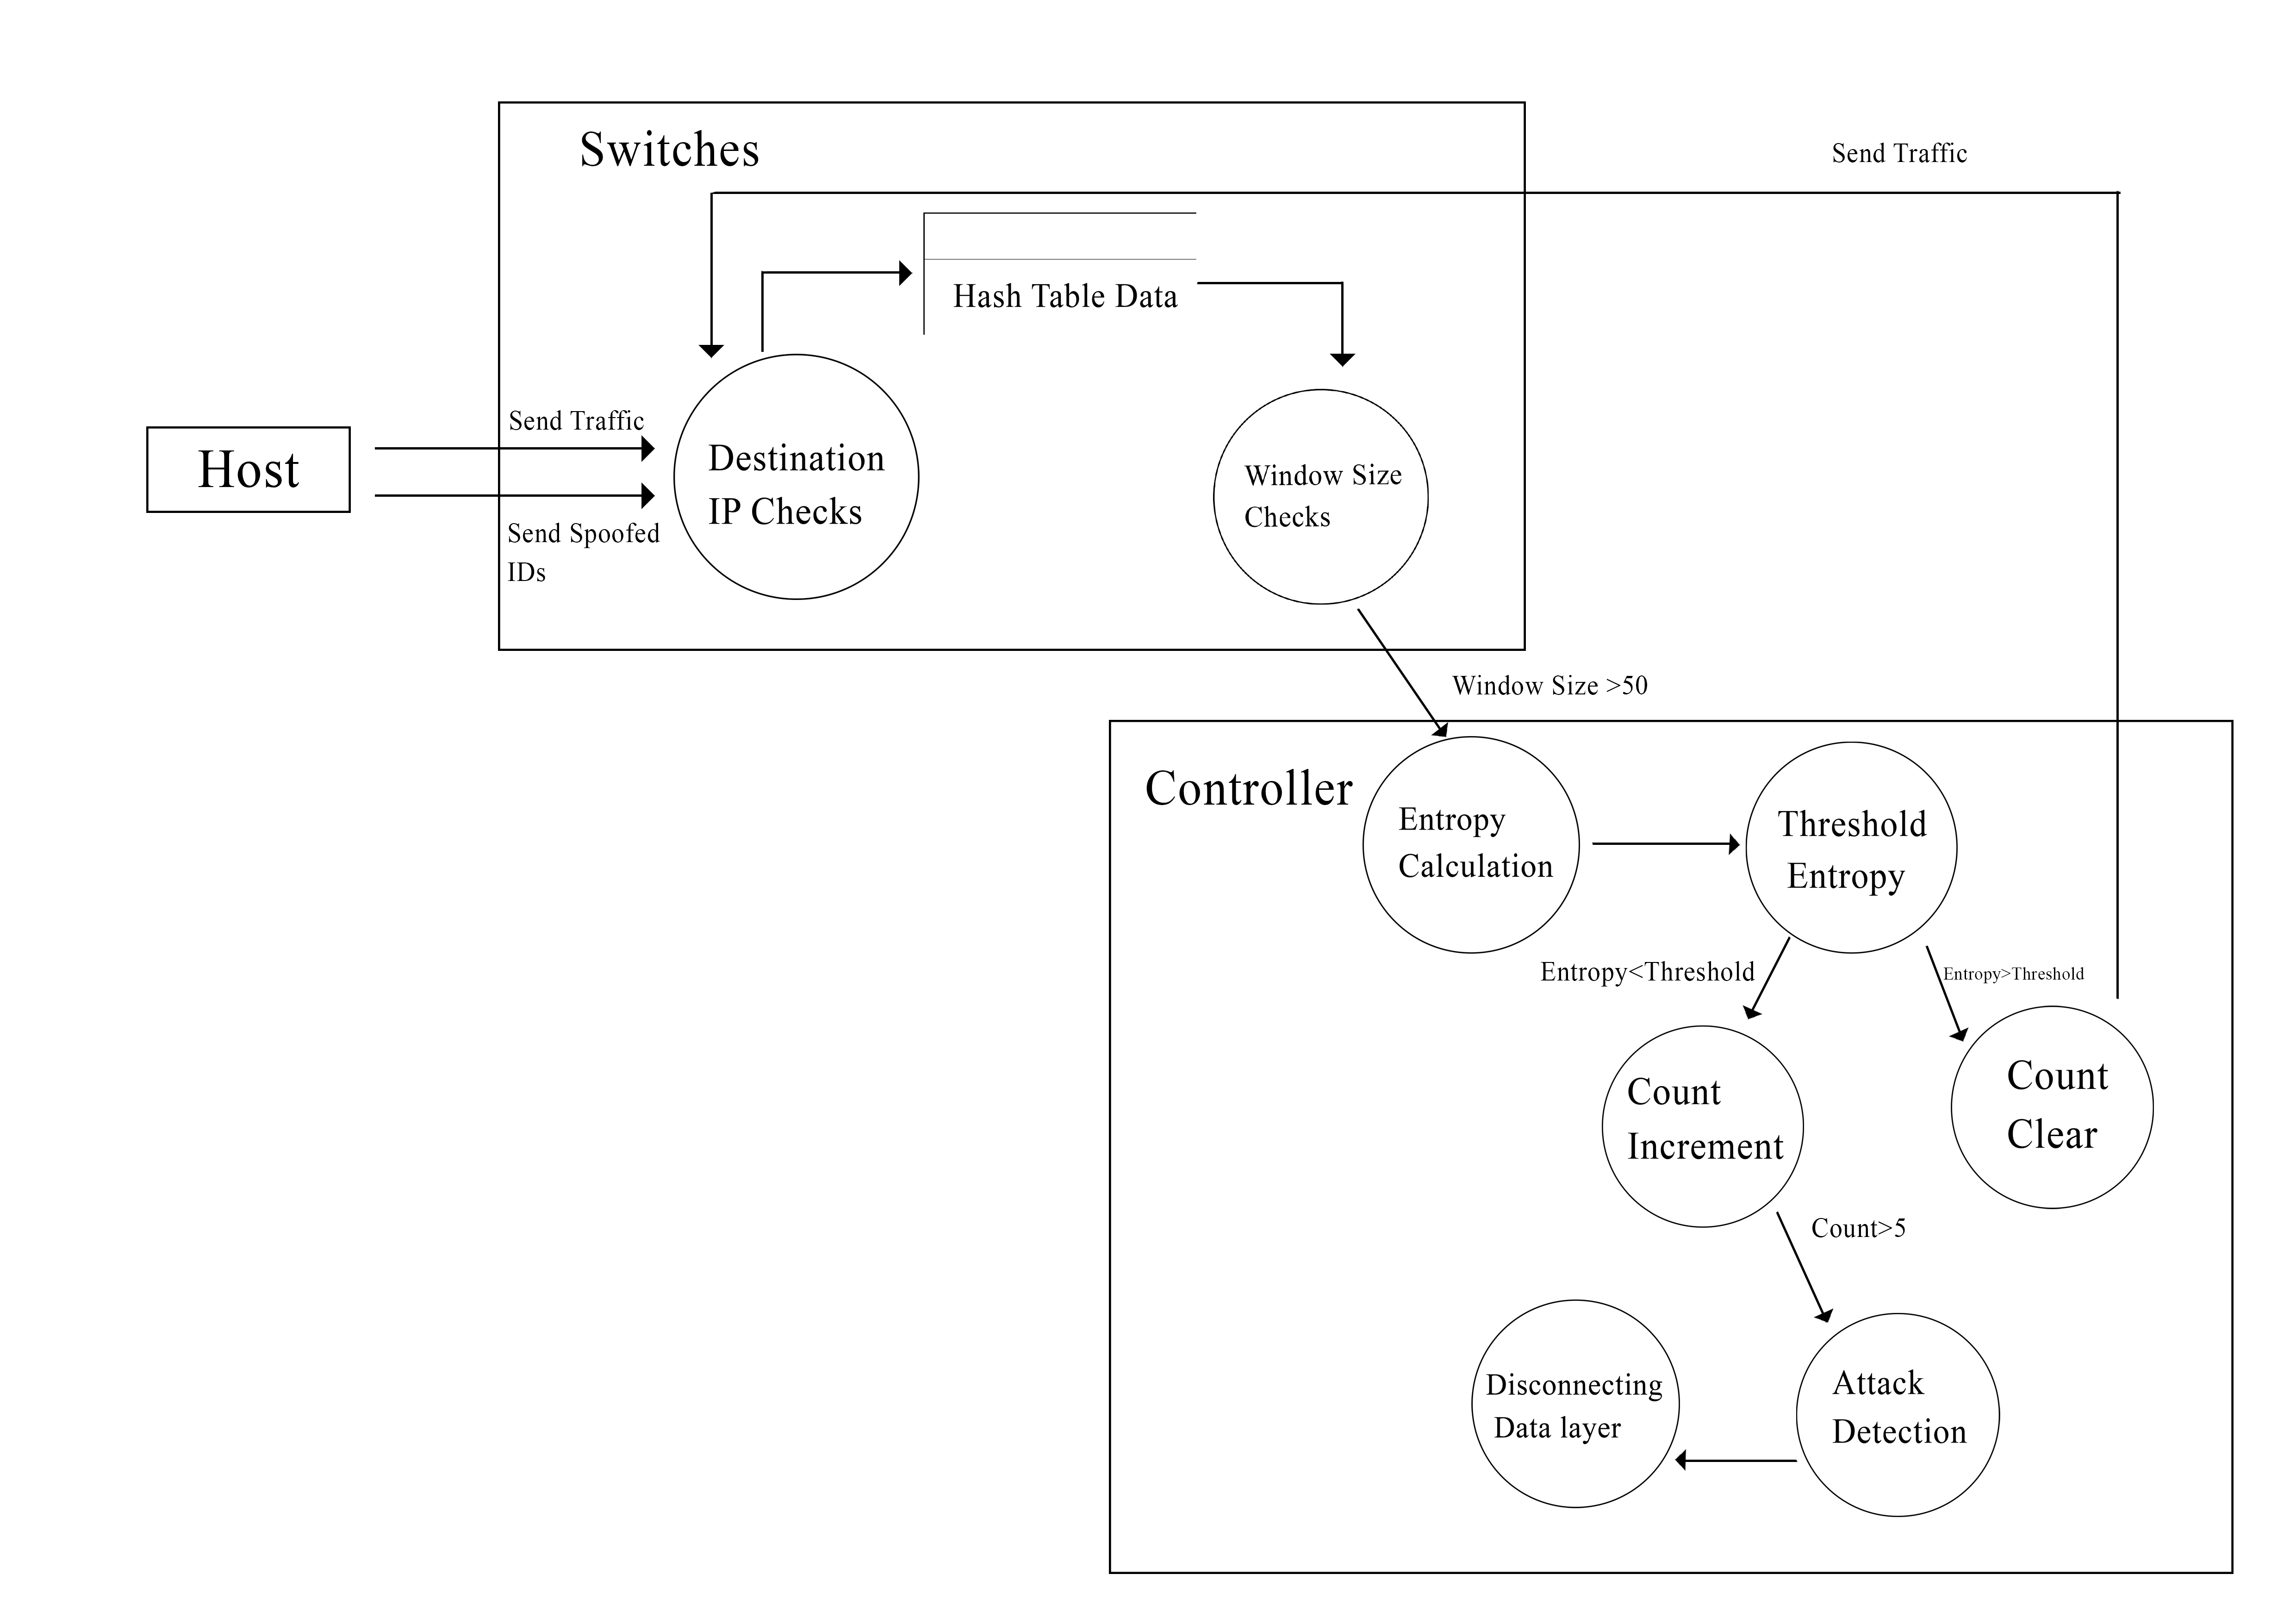 Switches
Send Traffic
Hash Table Data
Send Traffic
Host
Destination
IP Checks
Send Spoofed
IDs
Window Size
Checks
Window Size >50
Controller
Entropy
Calculation
Threshold
Entropy
Entropy<Threshold
Entropy>Threshold
Count
Increment
Count
Clear
Count>5
Disconnecting
Data layer
Attack
Detection